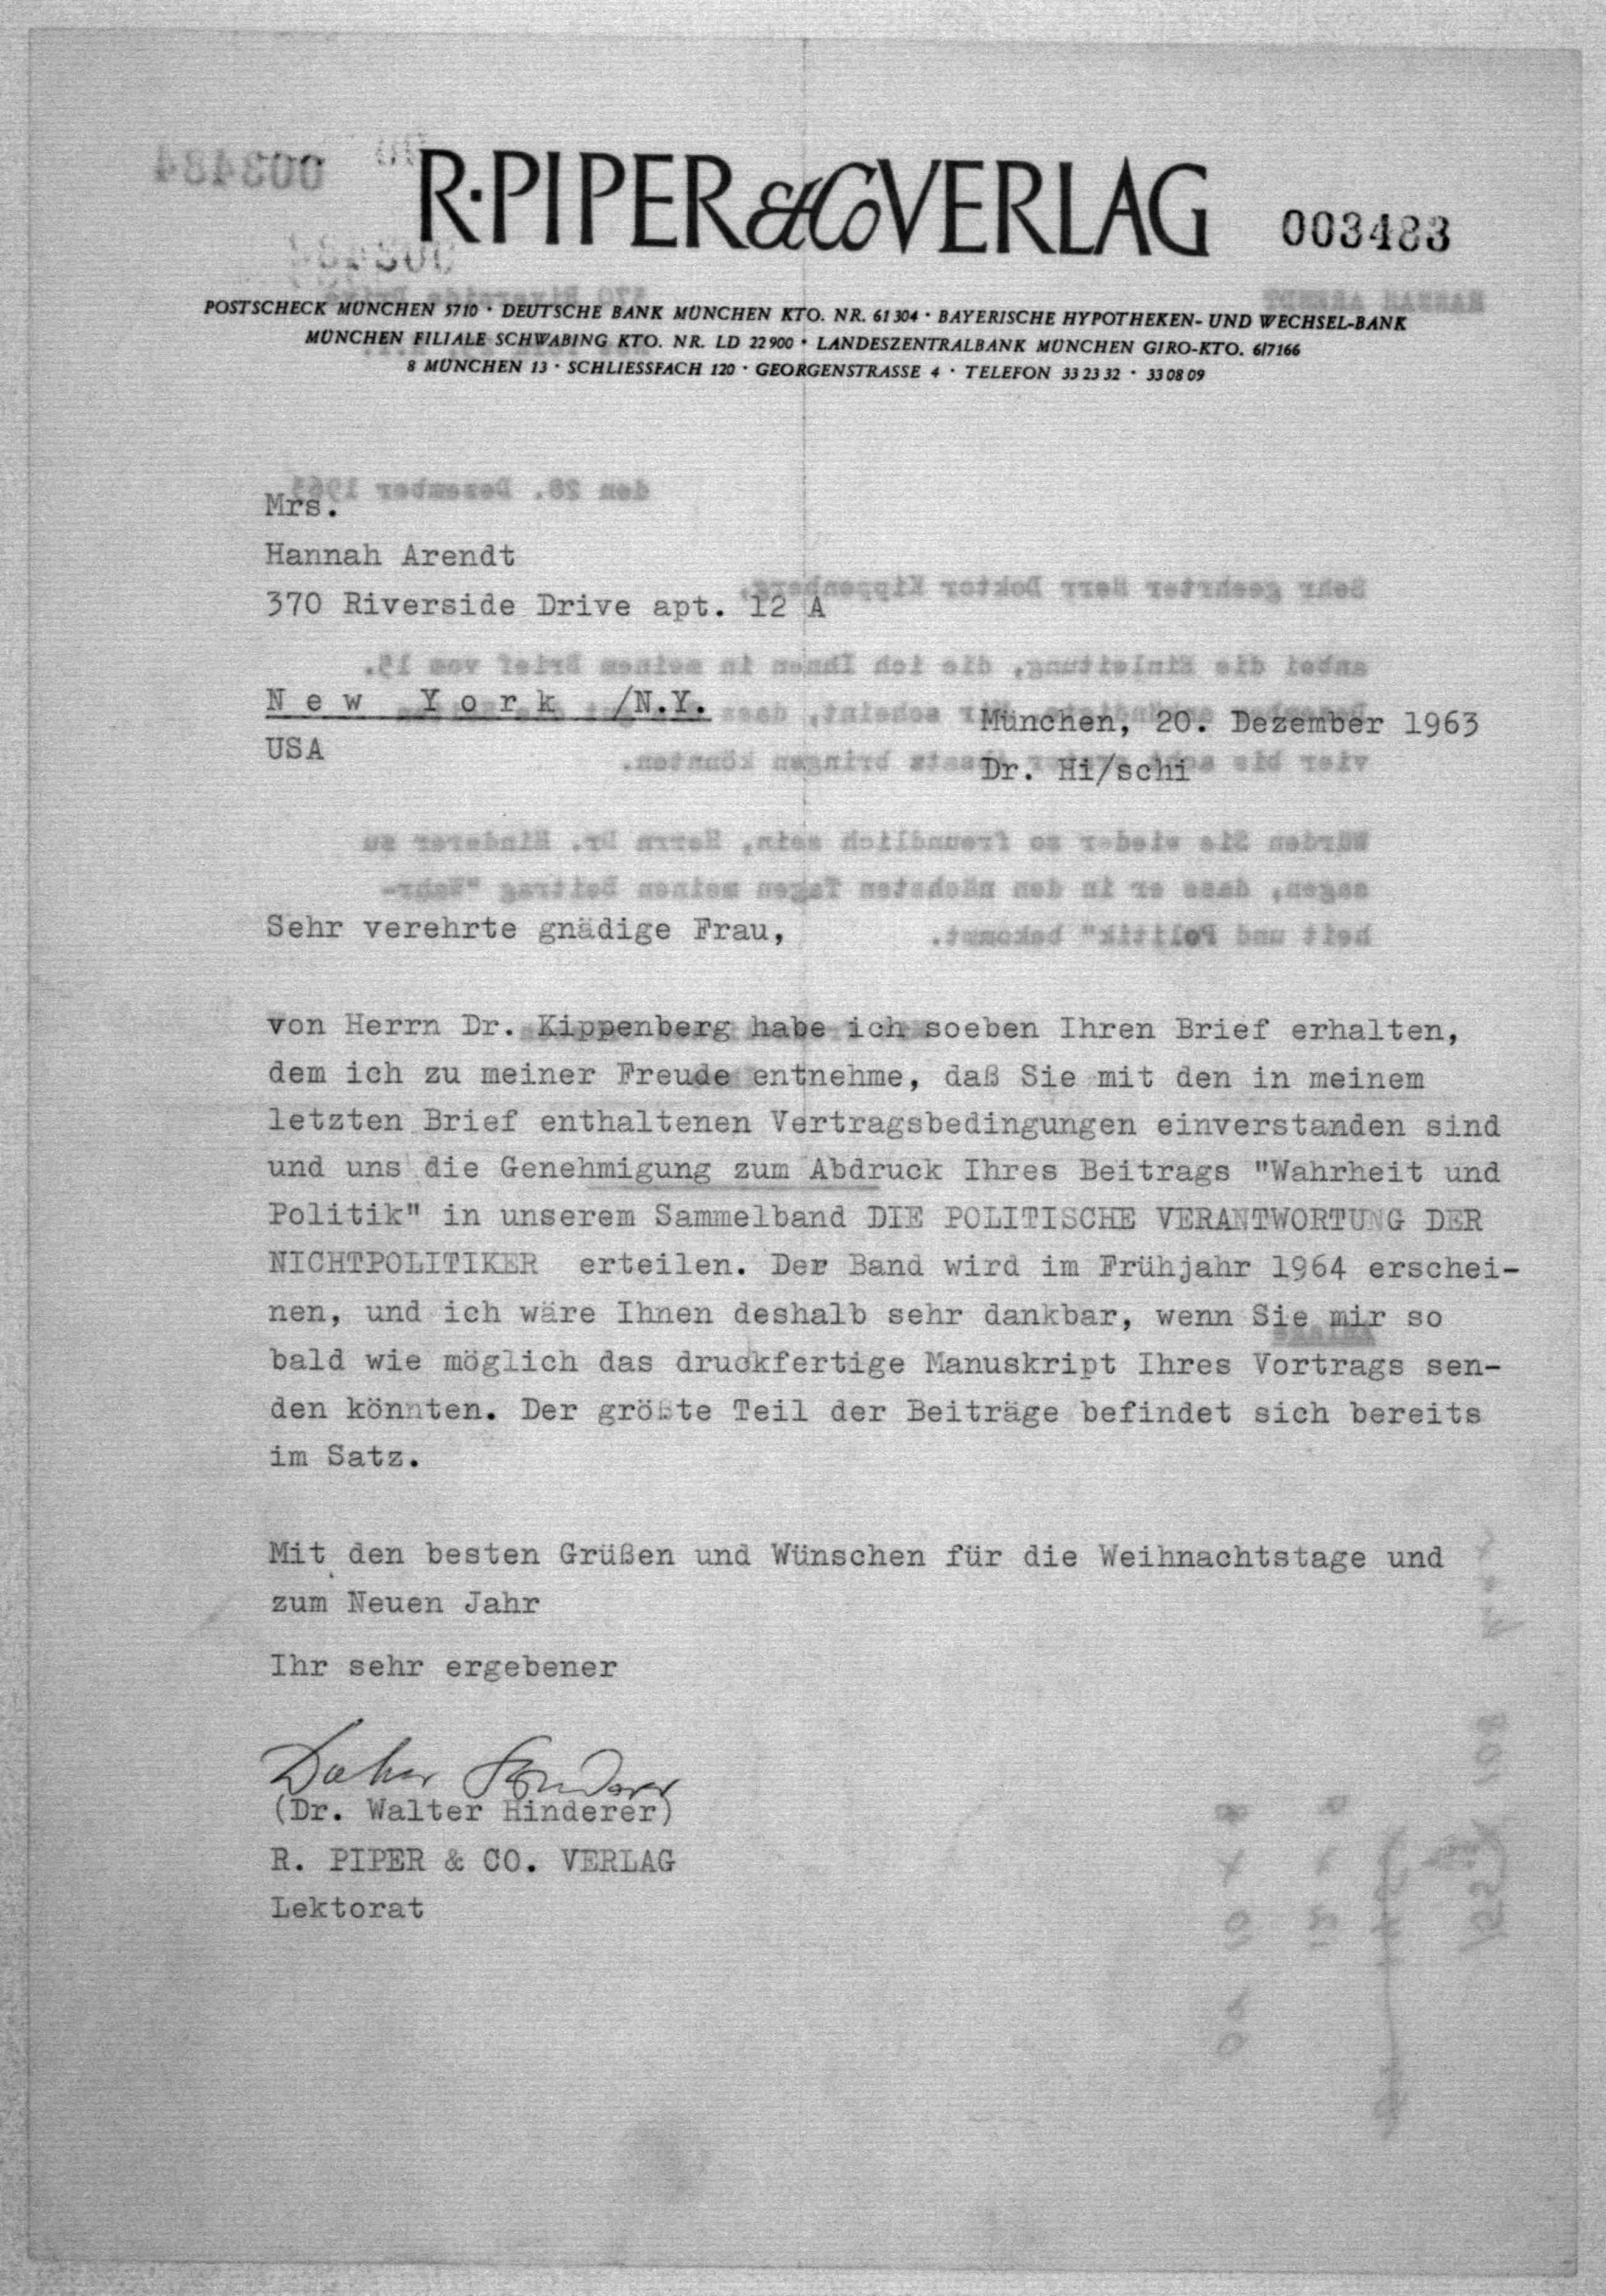 R·PIPER & Co VERLAG 003483
POSTSCHECK MÜNCHEN 5710 · DEUTSCHE BANK MÜNCHEN KTO. NR. 61 304 · BAYERISCHE HYPOTHEKEN- UND WECHSEL-BANK
MÜNCHEN FILIALE SCHWABING KTO. NR. LD 22 900 · LANDESZENTRALBANK MÜNCHEN GIRO-KTO. 6/7166
8 MÜNCHEN 13 · SCHLIESSFACH 120 · GEORGENSTRASSE 4 · TELEFON 33 23 32 · 33 08 09
Mrs.
Hannah Arendt
370 Riverside Drive apt. 12 A
N e w Y o r k /N.Y.
USA
München, 20. Dezember 1963
Dr. Hi/schi
Sehr verehrte gnädige Frau,
von Herrn Dr. Kippenberg habe ich soeben Ihren Brief erhalten,
dem ich zu meiner Freude entnehme, daß Sie mit den in meinem
letzten Brief enthaltenen Vertragsbedingungen einverstanden sind
und uns die Genehmigung zum Abdruck Ihres Beitrags "Wahrheit und
Politik" in unserem Sammelband DIE POLITISCHE VERANTWORTUNG DER
NICHTPOLITIKER erteilen. Der Band wird im Frühjahr 1964 erschei-
nen, und ich wäre Ihnen deshalb sehr dankbar, wenn Sie mir so
bald wie möglich das druckfertige Manuskript Ihres Vortrags sen-
den könnten. Der größte Teil der Beiträge befindet sich bereits
im Satz.
Mit den besten Grüßen und Wünschen für die Weihnachtstage und
zum Neuen Jahr
Ihr sehr ergebener
Walter Hinderer
(Dr. Walter Hinderer)
R. PIPER & CO. VERLAG
Lektorat